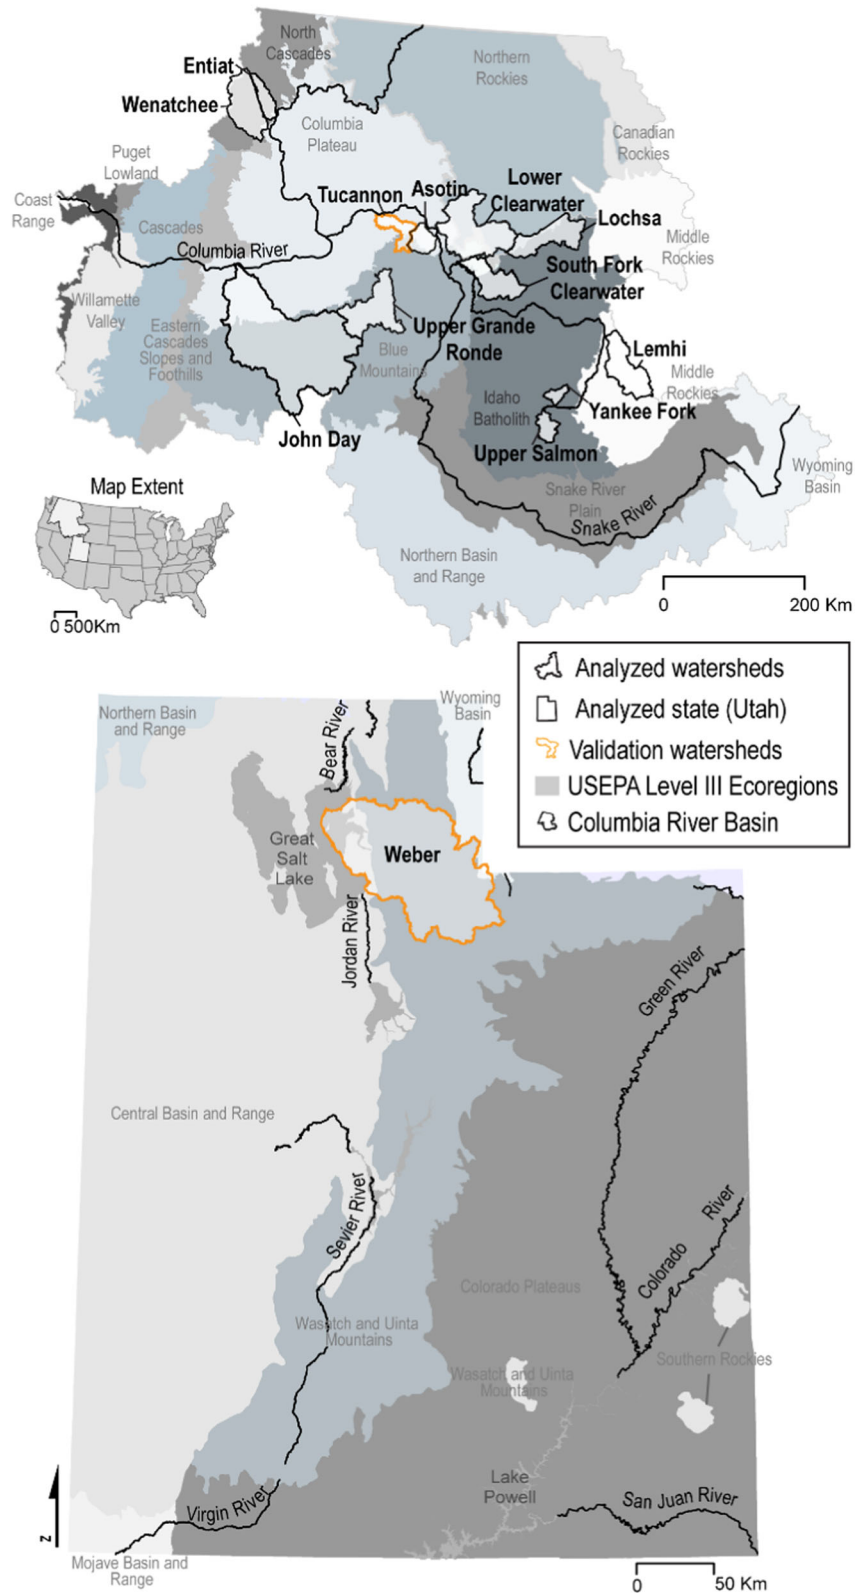 North
Cascades
Entiat
Wenatchee
Northern
Rockies
Columbia
Plateau
Canadian
Rockies
Puget
Lowland
Coast
Range
Tucannon
Asotin
Lower
Clearwater
Lochsa
Cascades
Columbia River
Middle
Rockies
South Fork
Clearwater
Willamette
Valley
Eastern
Cascades
Slopes and
Foothills
Upper Grande
Ronde
Blue
Mountains
Lemhi
Middle
Rockies
Idaho
Batholith
Yankee Fork
John Day
Upper Salmon
Wyoming
Basin
Snake River
Plain
Snake River
Map Extent
Northern Basin
and Range
0 500Km
0 200 Km
Analyzed watersheds
Analyzed state (Utah)
Validation watersheds
USEPA Level III Ecoregions
Columbia River Basin
Northern Basin
and Range
Bear River
Wyoming
Basin
Great
Salt
Lake
Weber
Jordan River
Green River
Central Basin and Range
Sevier River
Colorado River
Colorado Plateaus
Wasatch and Uinta
Mountains
Southern Rockies
Wasatch and Uinta
Mountains
Lake
Powell
Virgin River
San Juan River
z
Mojave Basin and
Range
0 50 Km